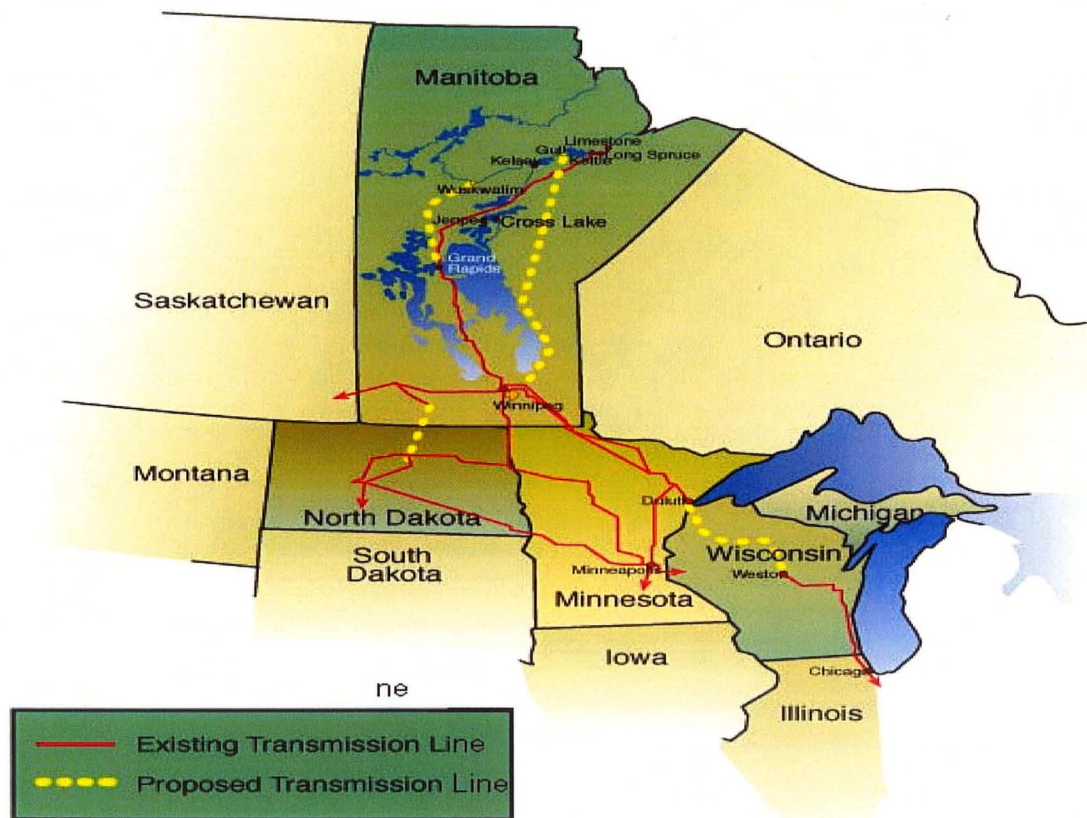 Manitoba
Limestone
Gull
Long Spruce
Kelsey
Kettle
Wuskwatim
Jenpeg
Cross Lake
Grand
Rapids
Saskatchewan
Ontario
Winnipeg
Montana
Duluth
North Dakota
Michigan
South
Dakota
Wisconsin
Minneapolis
Weston
Minnesota
Iowa
Chicago
Illinois
ne
Existing Transmission Line
Proposed Transmission Line